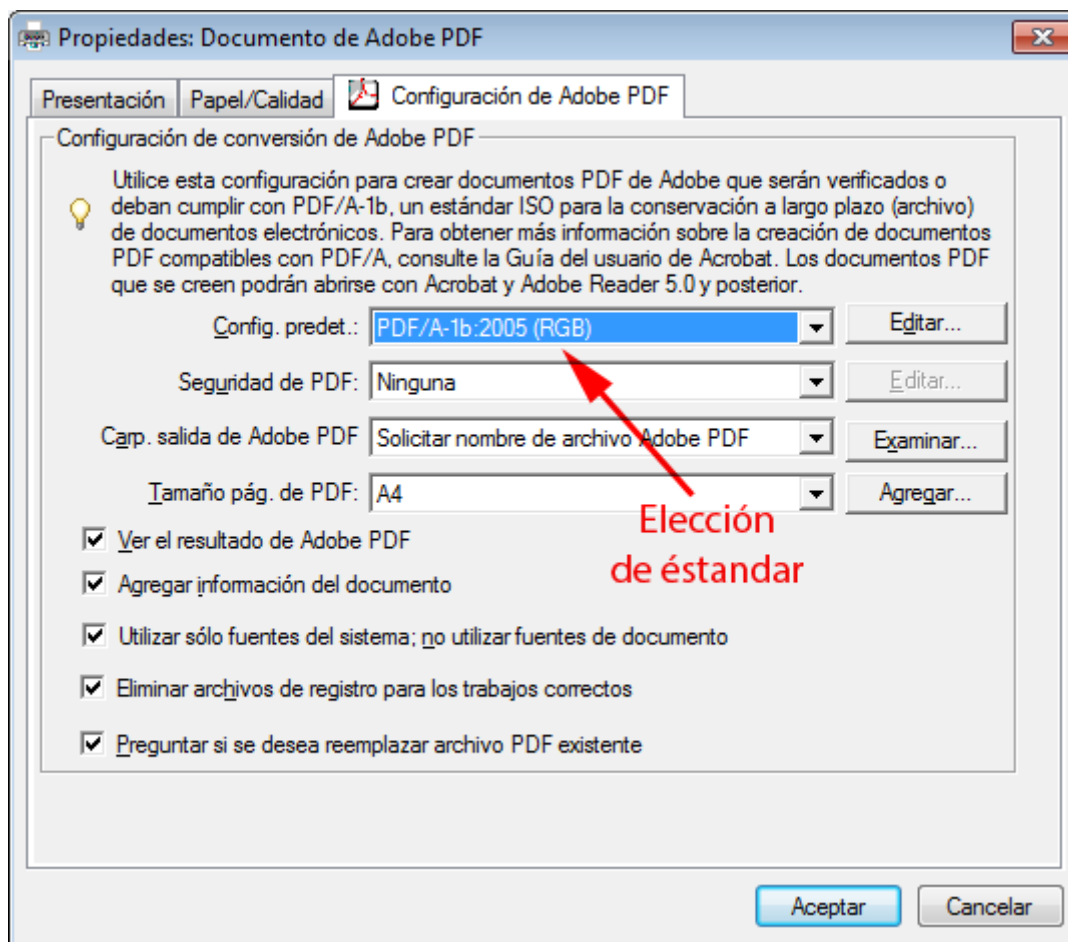 Propiedades: Documento de Adobe PDF
Presentación Papel/Calidad Configuración de Adobe PDF
Configuración de conversión de Adobe PDF
Utilice esta configuración para crear documentos PDF de Adobe que serán verificados o
deban cumplir con PDF/A-1b, un estándar ISO para la conservación a largo plazo (archivo)
de documentos electrónicos. Para obtener más información sobre la creación de documentos
PDF compatibles con PDF/A, consulte la Guía del usuario de Acrobat. Los documentos PDF
que se creen podrán abrirse con Acrobat y Adobe Reader 5.0 y posterior.
Config. predet.: PDF/A-1b:2005 (RGB) Editar...
Seguridad de PDF: Ninguna Editar...
Carp. salida de Adobe PDF Solicitar nombre de archivo Adobe PDF Examinar...
Tamaño pág. de PDF: A4 Agregar...
Elección
de éstandar
Ver el resultado de Adobe PDF
Agregar información del documento
Utilizar sólo fuentes del sistema; no utilizar fuentes de documento
Eliminar archivos de registro para los trabajos correctos
Preguntar si se desea reemplazar archivo PDF existente
Aceptar Cancelar